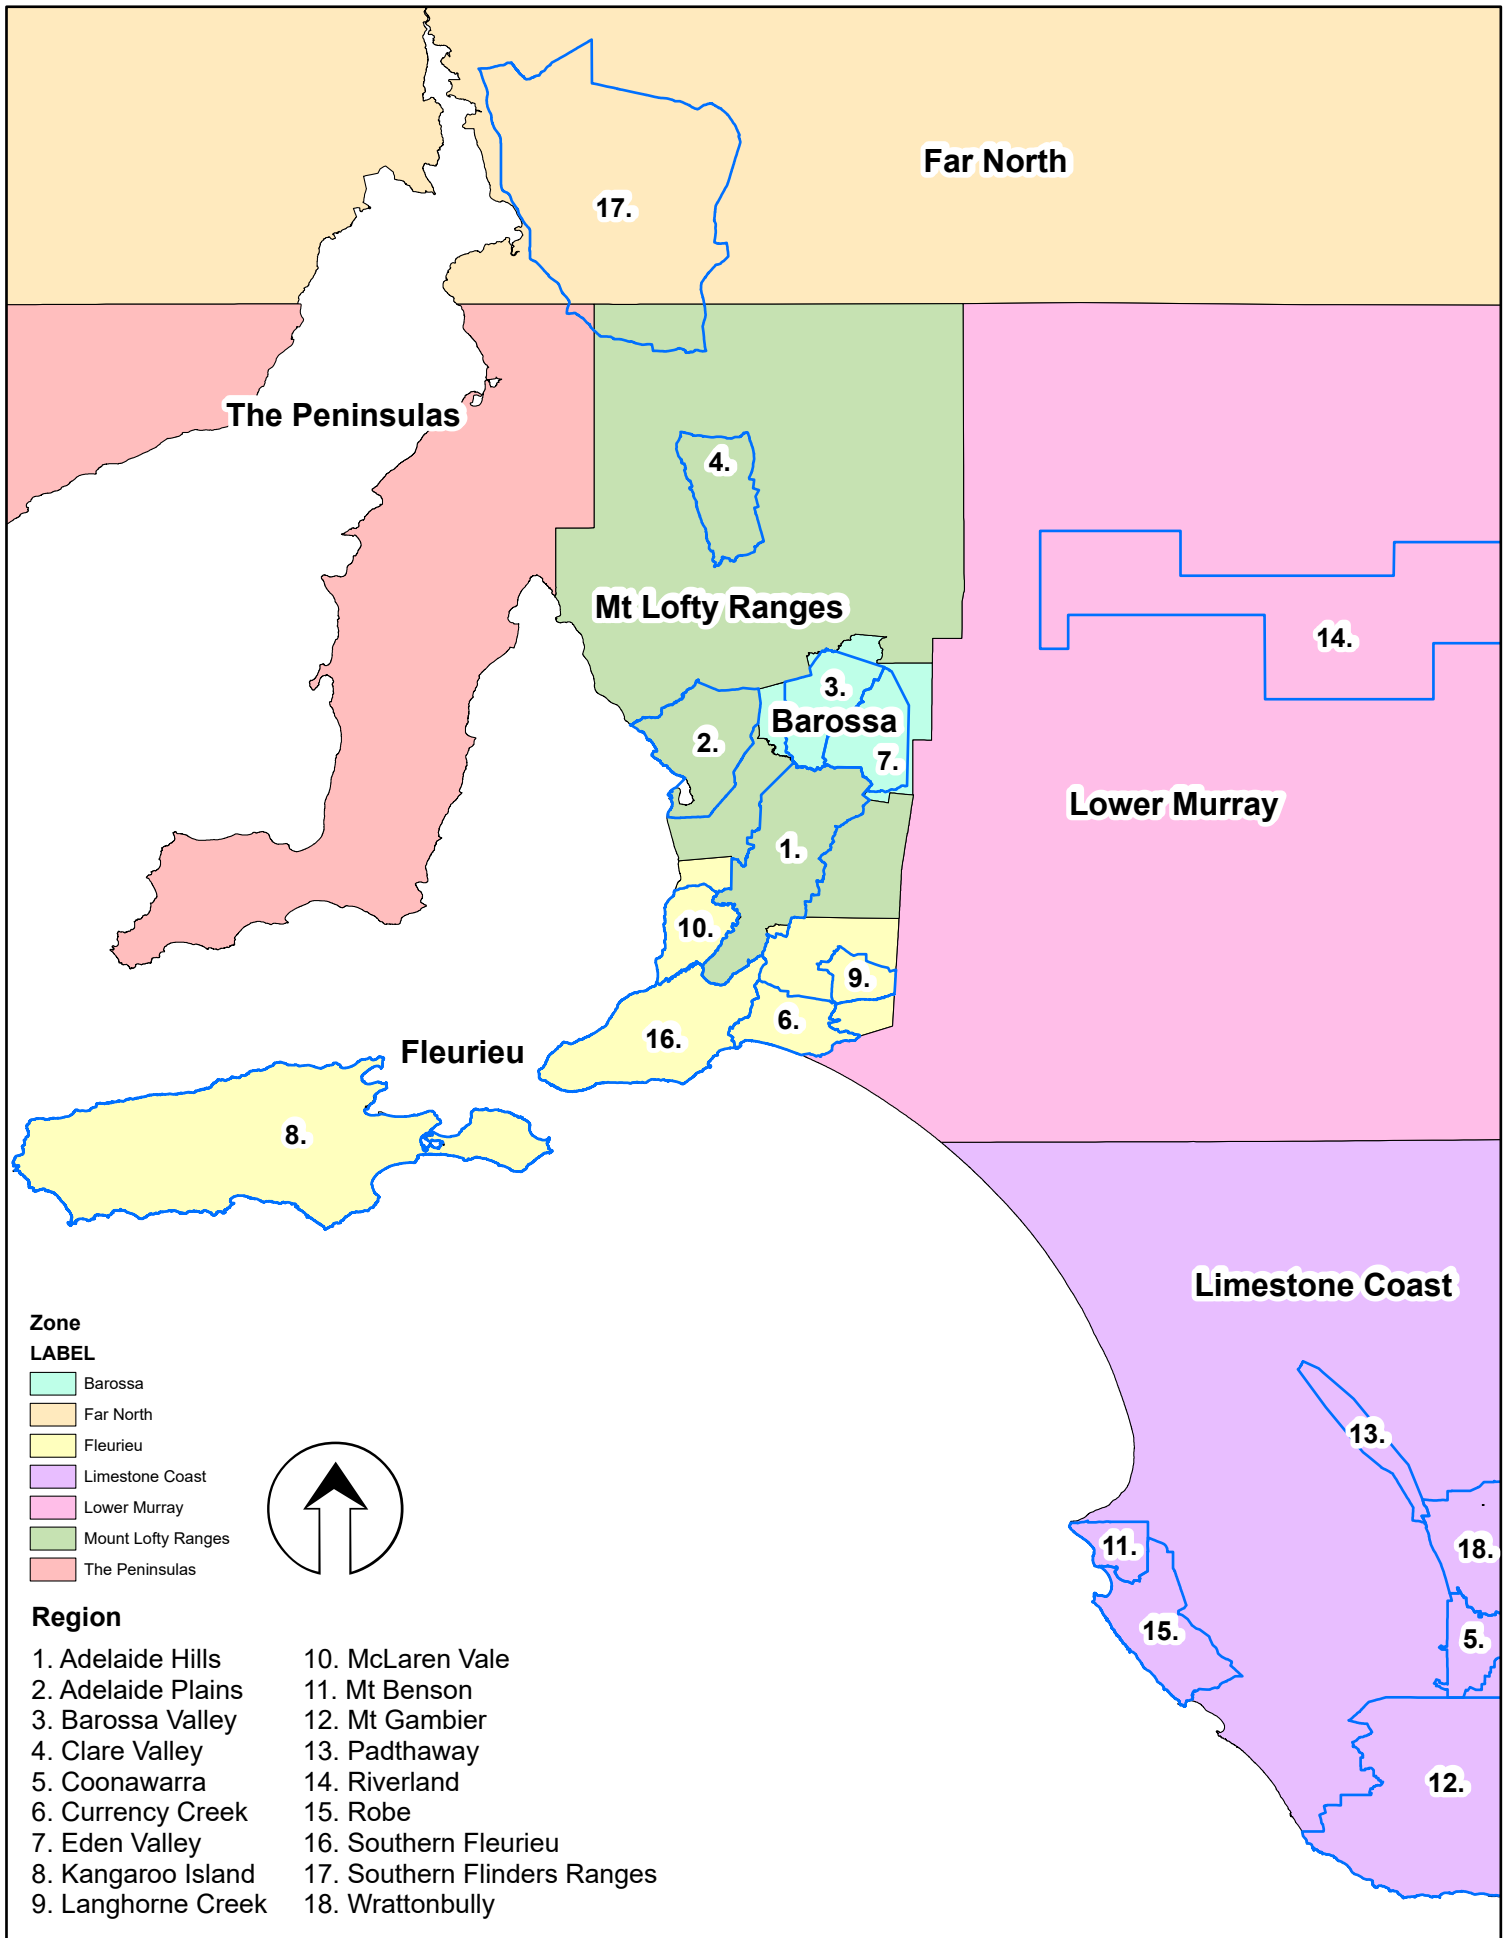 Far North
17.
The Peninsulas
4.
Mt Lofty Ranges
14.
3.
Barossa
2.
7.
Lower Murray
1.
10.
9.
6.
16.
Fleurieu
8.
Limestone Coast
13.
11.
18.
15.
5.
12.
Zone
LABEL
Barossa
Far North
Fleurieu
Limestone Coast
Lower Murray
Mount Lofty Ranges
The Peninsulas
Region
1. Adelaide Hills
2. Adelaide Plains
3. Barossa Valley
4. Clare Valley
5. Coonawarra
6. Currency Creek
7. Eden Valley
8. Kangaroo Island
9. Langhorne Creek
10. McLaren Vale
11. Mt Benson
12. Mt Gambier
13. Padthaway
14. Riverland
15. Robe
16. Southern Fleurieu
17. Southern Flinders Ranges
18. Wrattonbully